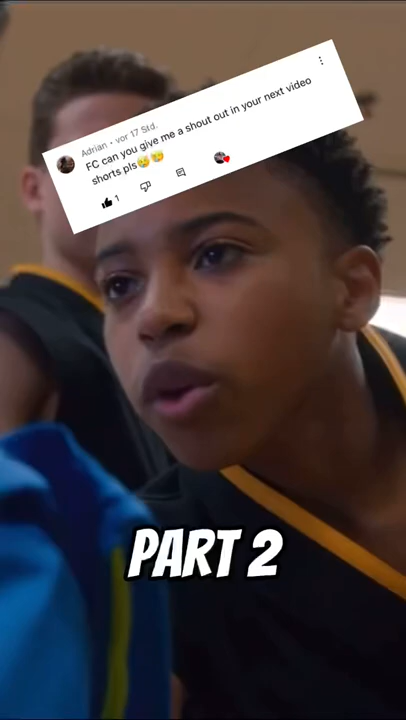 Adrian • vor 17 Std.
FC can you give me a shout out in your next video
shorts pls😢😢
1
PART 2